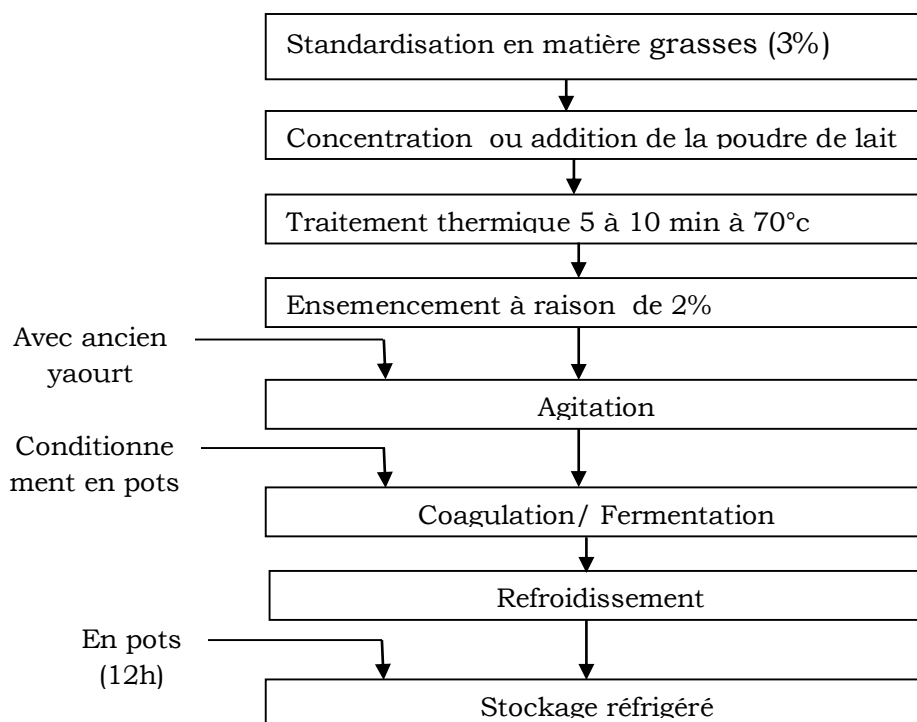 Standardisation en matière grasses (3%)
Concentration ou addition de la poudre de lait
Traitement thermique 5 à 10 min à 70°c
Ensemencement à raison de 2%
Avec ancien
yaourt
Agitation
Conditionne
ment en pots
Coagulation/ Fermentation
Refroidissement
En pots
(12h)
Stockage réfrigéré